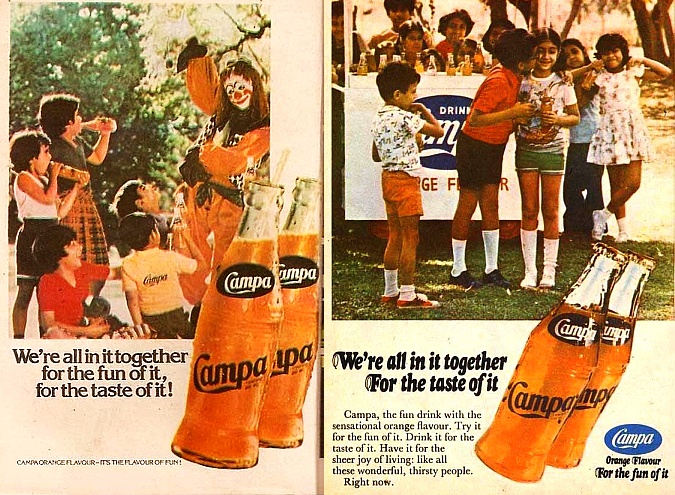 Campa
Campa
Campa
Campa
Campa
We're all in it together
for the fun of it,
for the taste of it!
CAMPA ORANGE FLAVOUR—IT'S THE FLAVOUR OF FUN!
DRINK
We're all in it together
For the taste of it
Campa, the fun drink with the
sensational orange flavour. Try it
for the fun of it. Drink it for the
taste of it. Have it for the
sheer joy of living: like all
these wonderful, thirsty people.
Right now.
Campa
Campa
Campa
Campa
Orange Flavour
For the fun of it